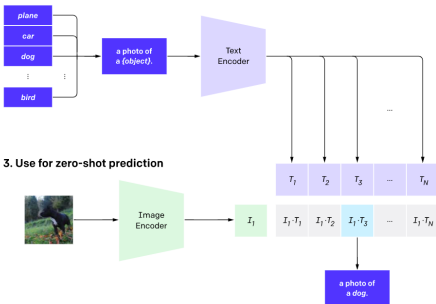 plane
car
dog
⋮ ⋮
bird
a photo of
a {object}.
Text
Encoder
...
3. Use for zero-shot prediction
T1 T2 T3 ... TN
Image
Encoder
I1 I1·T1 I1·T2 I1·T3 ... I1·TN
a photo of
a dog.